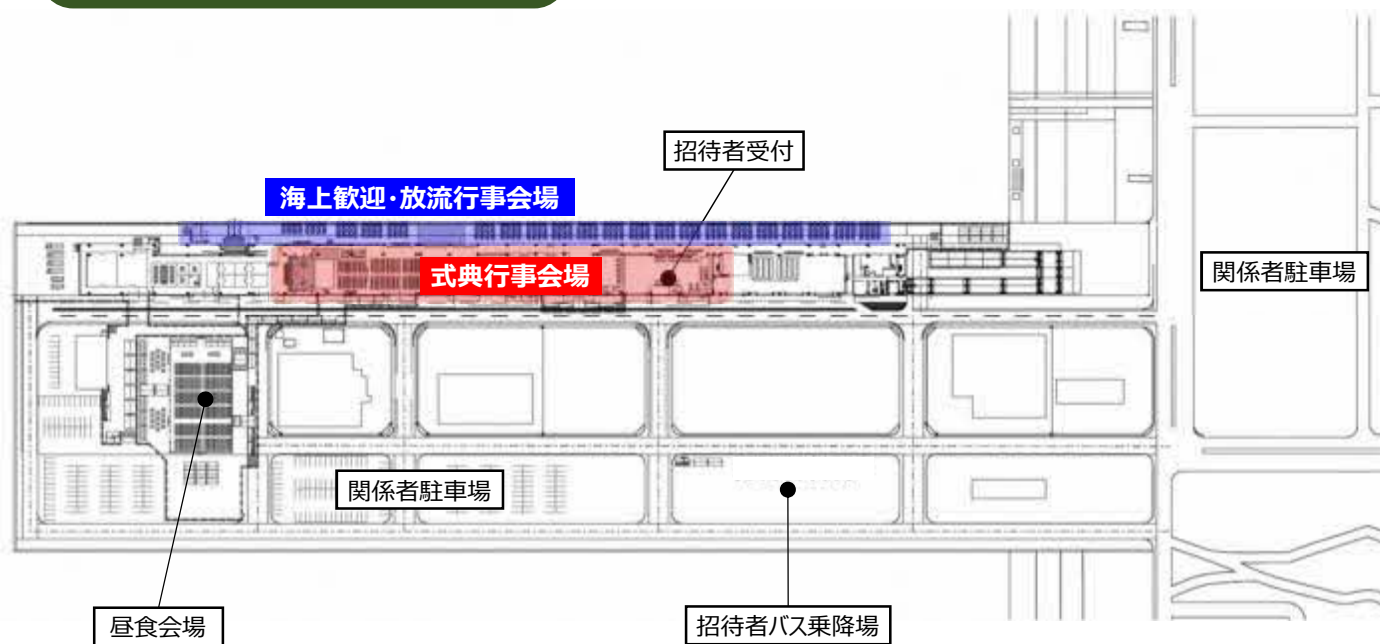 招待者受付
海上歓迎・放流行事会場
式典行事会場
関係者駐車場
関係者駐車場
昼食会場
招待者バス乗降場